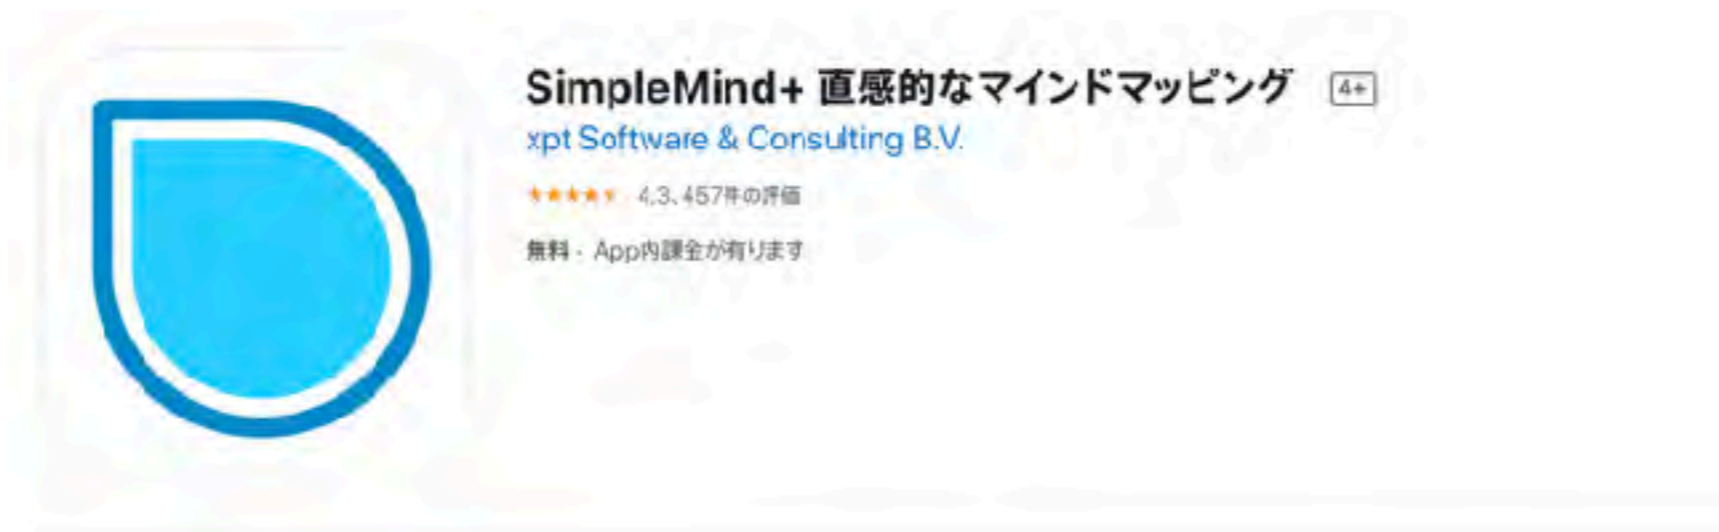 SimpleMind+ 直感的なマインドマッピング 4+
xpt Software & Consulting B.V.
★★★★★ 4.3、457件の評価
無料・App内課金が有ります